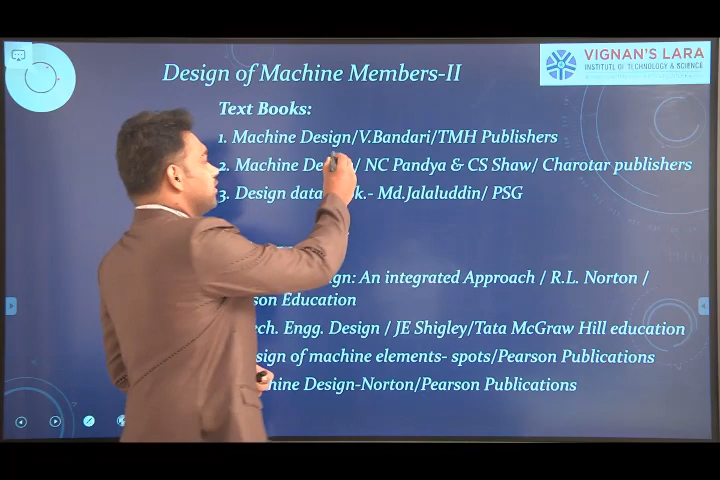 VIGNAN'S LARA
INSTITUTE OF TECHNOLOGY & SCIENCE
Design of Machine Members-II
Text Books:
1. Machine Design/V.Bandari/TMH Publishers
2. Machine / NC Pandya & CS Shaw/ Charotar publishers
3. Design data k.- Md.Jalaluddin/ PSG
gn: An integrated Approach / R.L. Norton /
son Education
ech. Engg. Design / JE Shigley/Tata McGraw Hill education
sign of machine elements- spots/Pearson Publications
hine Design-Norton/Pearson Publications